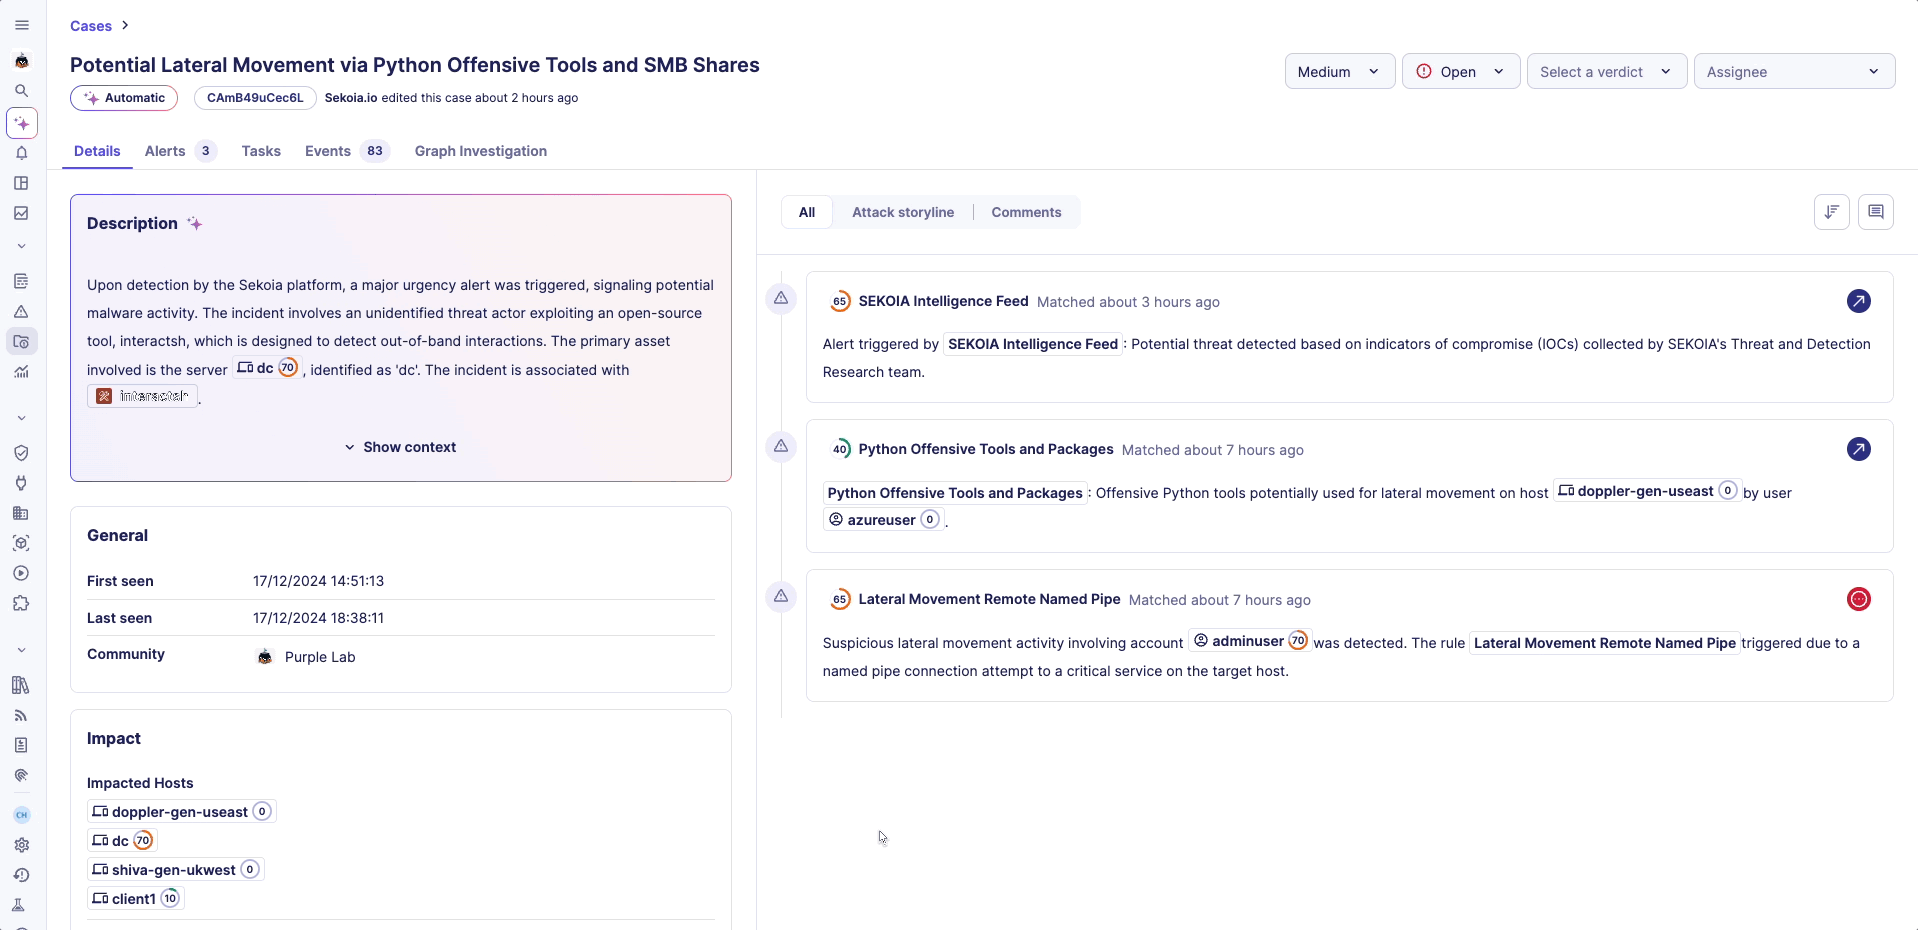 Cases
Potential Lateral Movement via Python Offensive Tools and SMB Shares
Medium
Open
Select a verdict
Assignee
Automatic
CAmB49uCec6L
Sekoia.io edited this case about 2 hours ago
Details
Alerts 3
Tasks
Events 83
Graph Investigation
Description
Upon detection by the Sekoia platform, a major urgency alert was triggered, signaling potential
malware activity. The incident involves an unidentified threat actor exploiting an open-source
tool, interactsh, which is designed to detect out-of-band interactions. The primary asset
involved is the server dc 70 , identified as 'dc'. The incident is associated with
interactsh .
Show context
General
First seen 17/12/2024 14:51:13
Last seen 17/12/2024 18:38:11
Community Purple Lab
Impact
Impacted Hosts
doppler-gen-useast 0
dc 70
shiva-gen-ukwest 0
client1 10
All
Attack storyline
Comments
65 SEKOIA Intelligence Feed Matched about 3 hours ago
Alert triggered by SEKOIA Intelligence Feed : Potential threat detected based on indicators of compromise (IOCs) collected by SEKOIA's Threat and Detection
Research team.
40 Python Offensive Tools and Packages Matched about 7 hours ago
Python Offensive Tools and Packages : Offensive Python tools potentially used for lateral movement on host doppler-gen-useast 0 by user
azureuser 0 .
65 Lateral Movement Remote Named Pipe Matched about 7 hours ago
Suspicious lateral movement activity involving account adminuser 70 was detected. The rule Lateral Movement Remote Named Pipe triggered due to a
named pipe connection attempt to a critical service on the target host.
CH